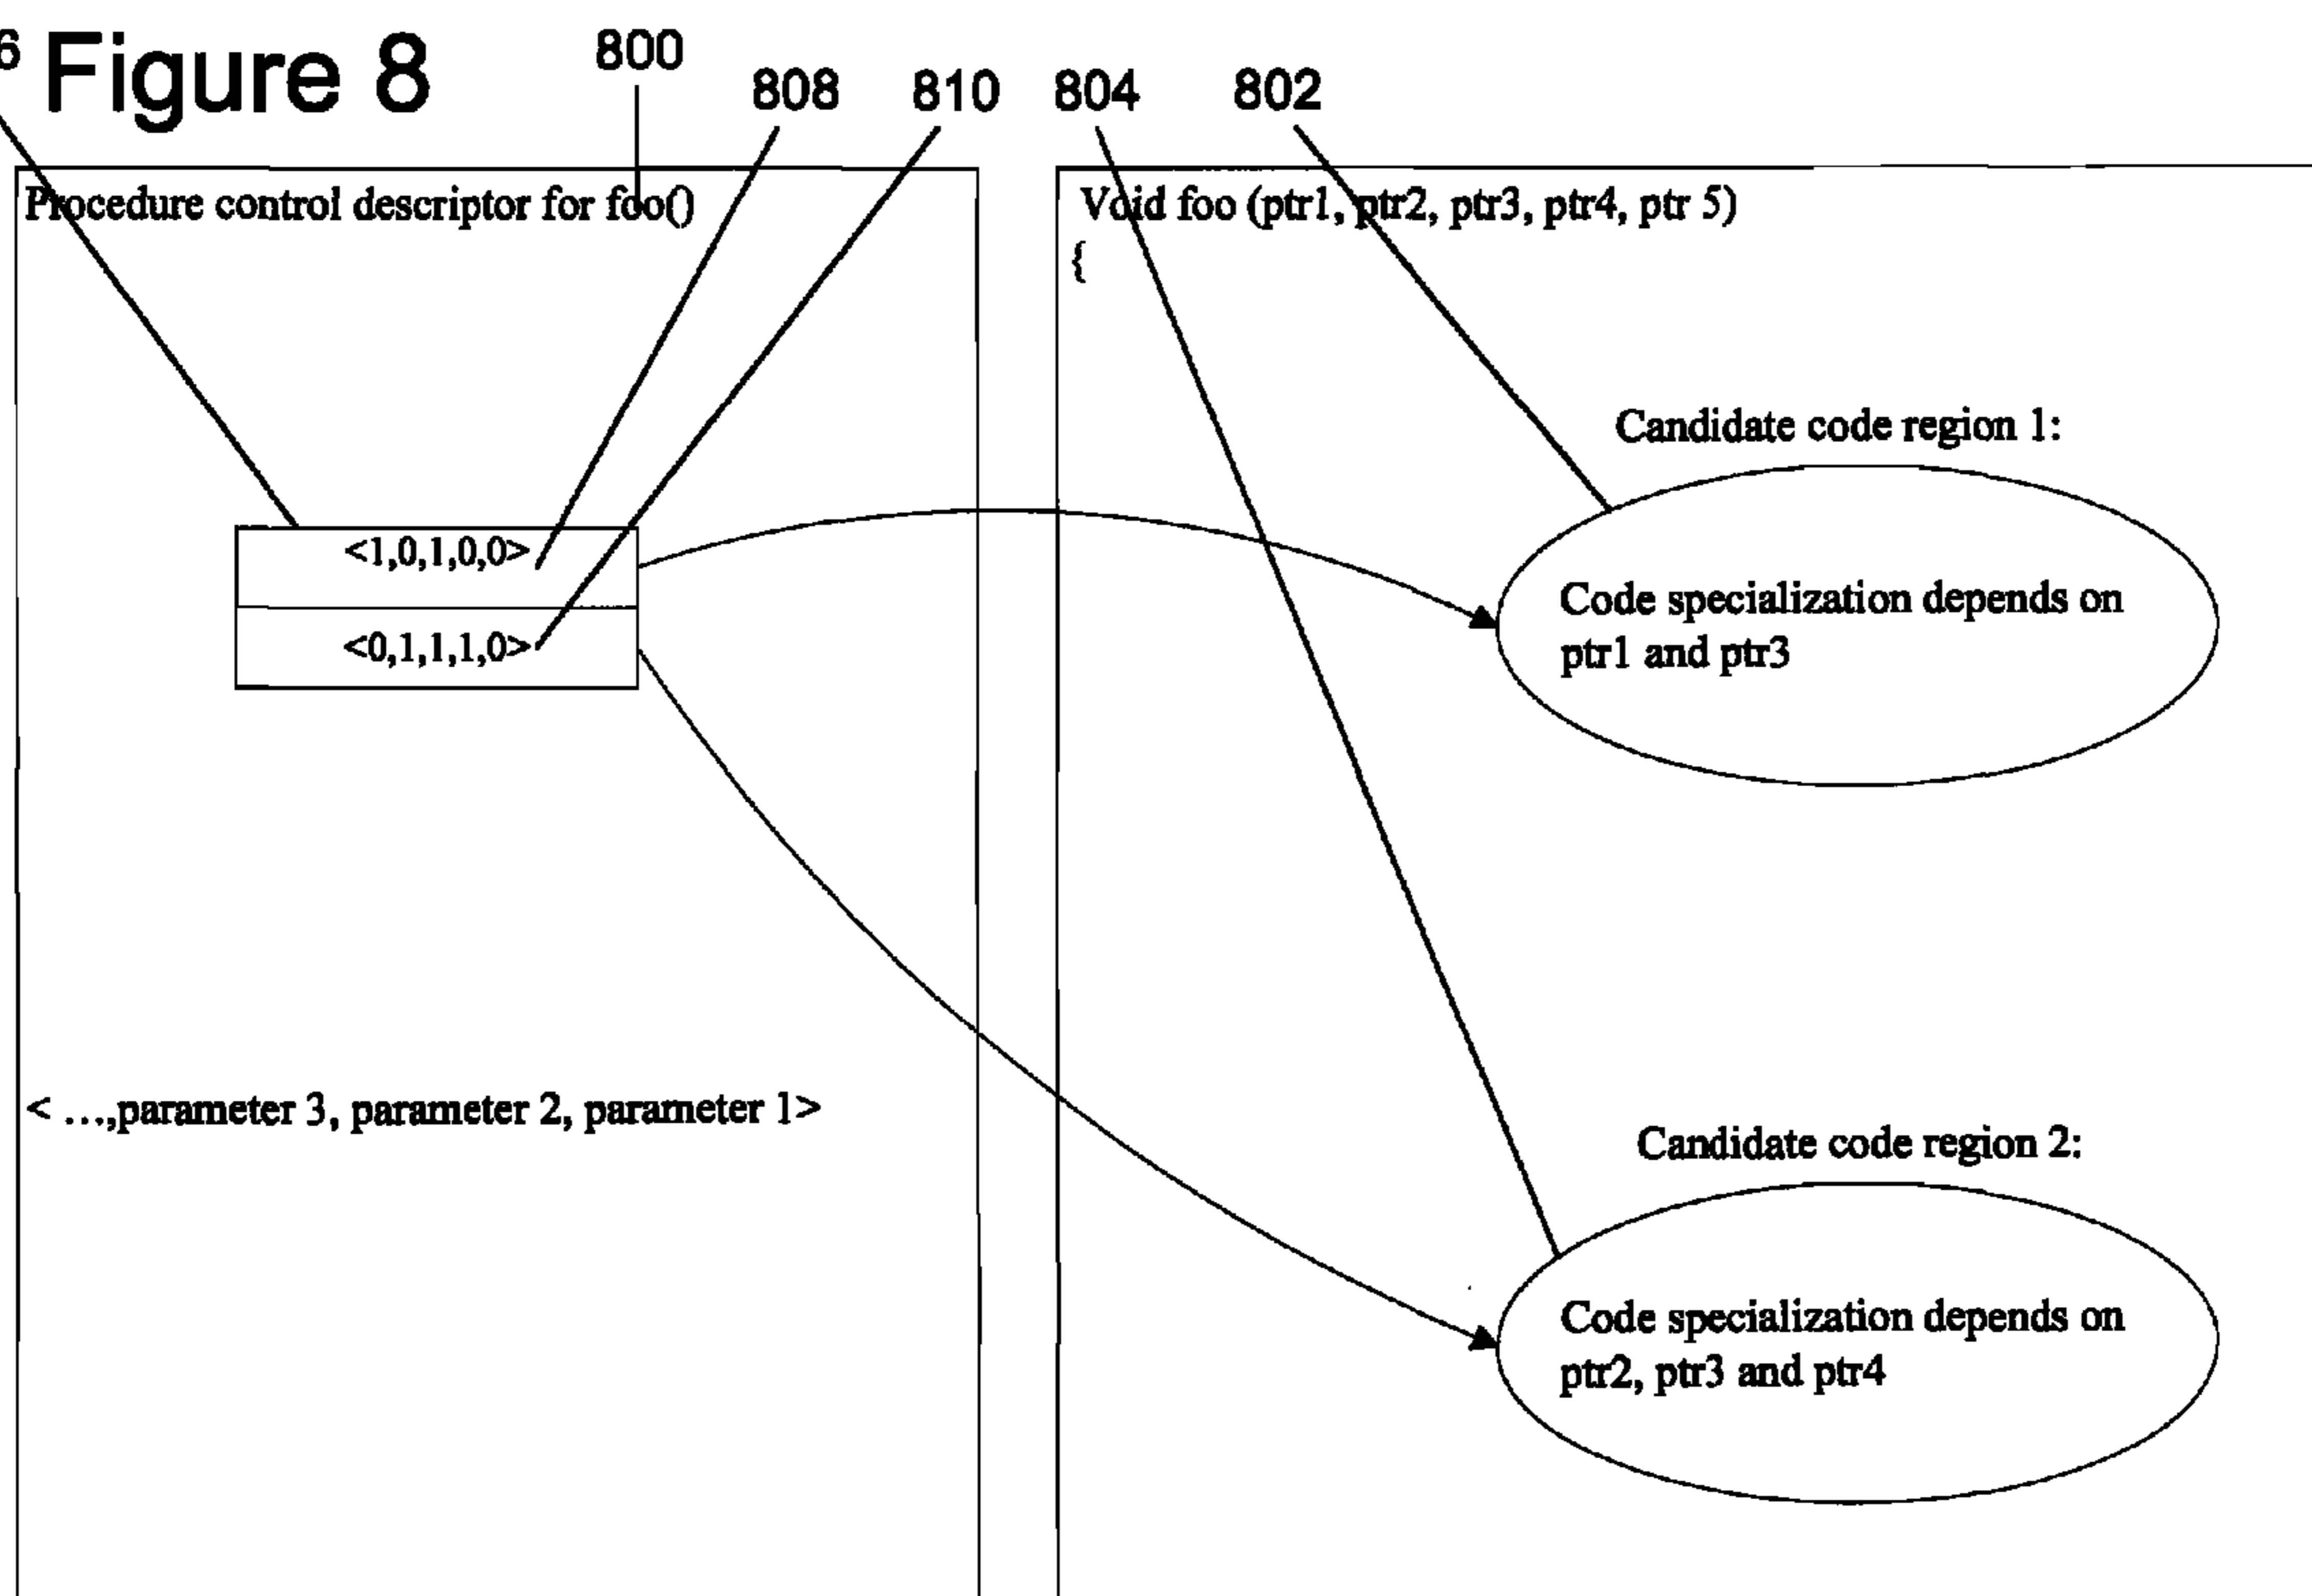 6 Figure 8
800
808 810 804 802
Procedure control descriptor for foo()
Void foo (ptr1, ptr2, ptr3, ptr4, ptr 5)
{
Candidate code region 1:
<1,0,1,0,0>
<0,1,1,1,0>
Code specialization depends on
ptr1 and ptr3
< ...,parameter 3, parameter 2, parameter 1>
Candidate code region 2:
Code specialization depends on
ptr2, ptr3 and ptr4